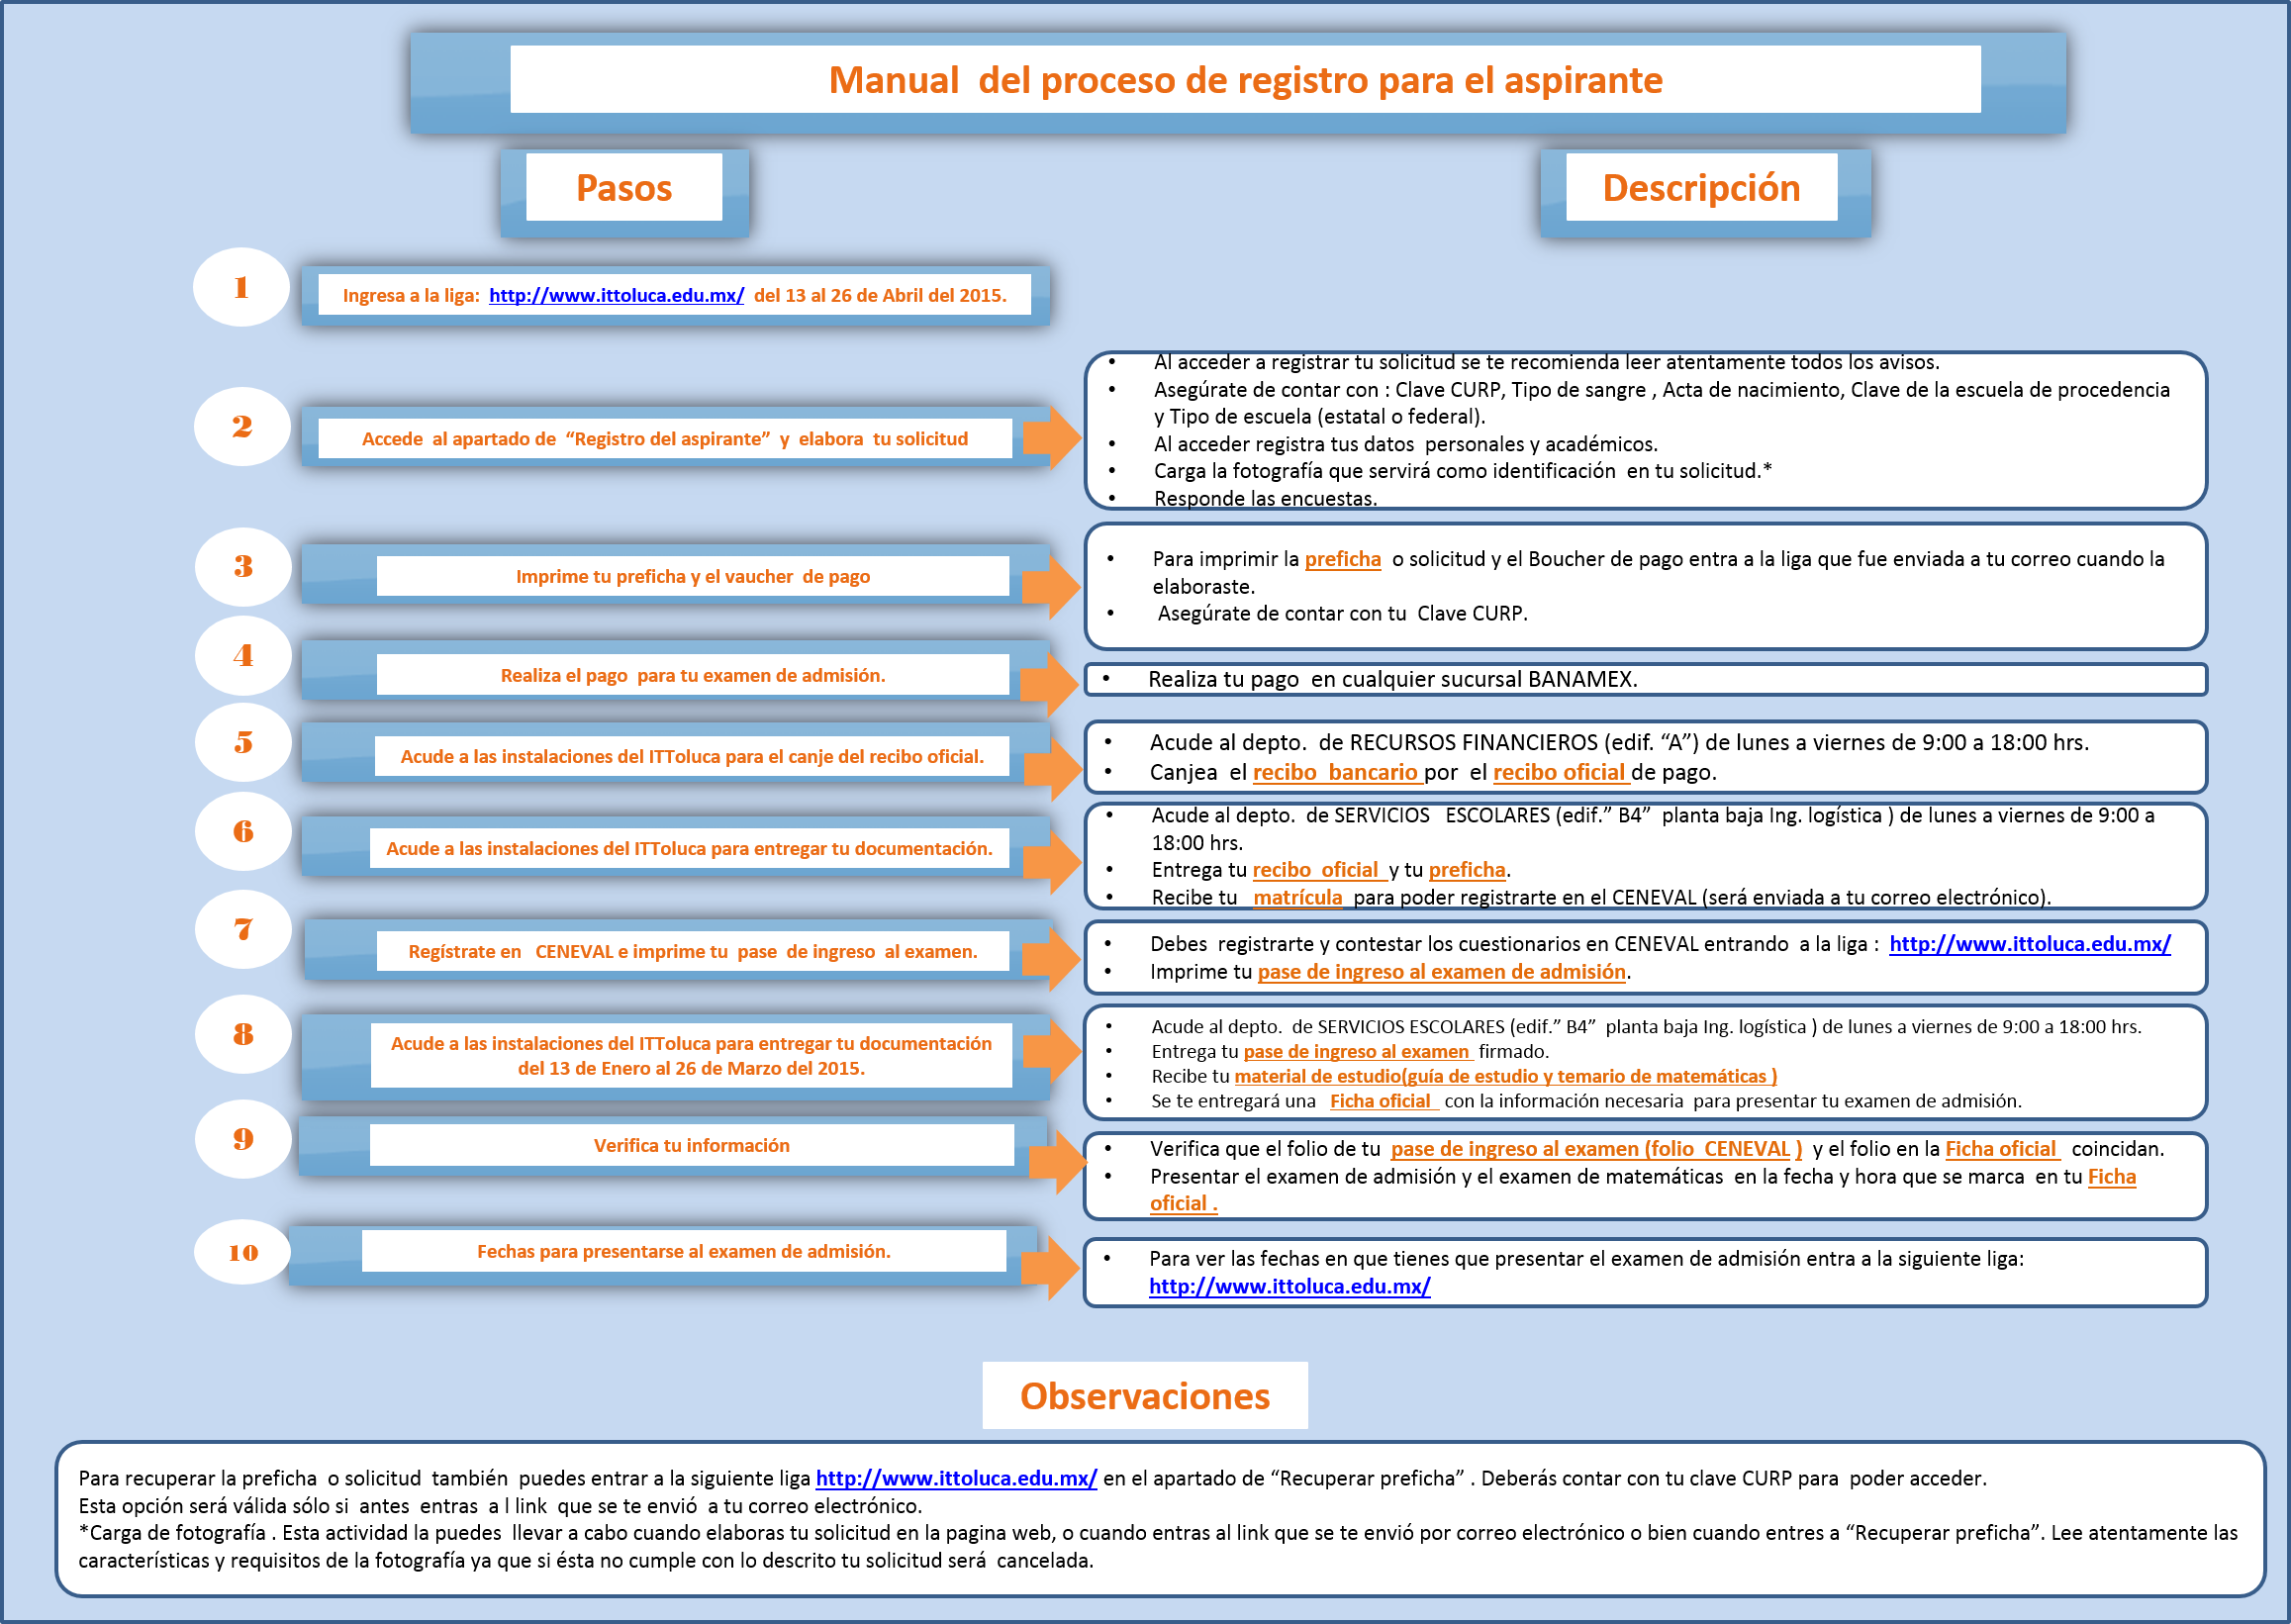 Manual del proceso de registro para el aspirante
Pasos
Descripción
1
Ingresa a la liga: http://www.ittoluca.edu.mx/ del 13 al 26 de Abril del 2015.
2
Accede al apartado de “Registro del aspirante” y elabora tu solicitud
• Al acceder a registrar tu solicitud se te recomienda leer atentamente todos los avisos.
• Asegúrate de contar con : Clave CURP, Tipo de sangre , Acta de nacimiento, Clave de la escuela de procedencia
y Tipo de escuela (estatal o federal).
• Al acceder registra tus datos personales y académicos.
• Carga la fotografía que servirá como identificación en tu solicitud.*
• Responde las encuestas.
3
Imprime tu preficha y el vaucher de pago
• Para imprimir la preficha o solicitud y el Boucher de pago entra a la liga que fue enviada a tu correo cuando la
elaboraste.
• Asegúrate de contar con tu Clave CURP.
4
Realiza el pago para tu examen de admisión.
• Realiza tu pago en cualquier sucursal BANAMEX.
5
Acude a las instalaciones del ITToluca para el canje del recibo oficial.
• Acude al depto. de RECURSOS FINANCIEROS (edif. “A”) de lunes a viernes de 9:00 a 18:00 hrs.
• Canjea el recibo bancario por el recibo oficial de pago.
6
Acude a las instalaciones del ITToluca para entregar tu documentación.
• Acude al depto. de SERVICIOS ESCOLARES (edif.” B4” planta baja Ing. logística ) de lunes a viernes de 9:00 a
18:00 hrs.
• Entrega tu recibo oficial y tu preficha.
• Recibe tu matrícula para poder registrarte en el CENEVAL (será enviada a tu correo electrónico).
7
Regístrate en CENEVAL e imprime tu pase de ingreso al examen.
• Debes registrarte y contestar los cuestionarios en CENEVAL entrando a la liga : http://www.ittoluca.edu.mx/
• Imprime tu pase de ingreso al examen de admisión.
8
Acude a las instalaciones del ITToluca para entregar tu documentación
del 13 de Enero al 26 de Marzo del 2015.
• Acude al depto. de SERVICIOS ESCOLARES (edif.” B4” planta baja Ing. logística ) de lunes a viernes de 9:00 a 18:00 hrs.
• Entrega tu pase de ingreso al examen firmado.
• Recibe tu material de estudio(guía de estudio y temario de matemáticas )
• Se te entregará una Ficha oficial con la información necesaria para presentar tu examen de admisión.
9
Verifica tu información
• Verifica que el folio de tu pase de ingreso al examen (folio CENEVAL ) y el folio en la Ficha oficial coincidan.
• Presentar el examen de admisión y el examen de matemáticas en la fecha y hora que se marca en tu Ficha
oficial .
10
Fechas para presentarse al examen de admisión.
• Para ver las fechas en que tienes que presentar el examen de admisión entra a la siguiente liga:
http://www.ittoluca.edu.mx/
Observaciones
Para recuperar la preficha o solicitud también puedes entrar a la siguiente liga http://www.ittoluca.edu.mx/ en el apartado de “Recuperar preficha” . Deberás contar con tu clave CURP para poder acceder.
Esta opción será válida sólo si antes entras a l link que se te envió a tu correo electrónico.
*Carga de fotografía . Esta actividad la puedes llevar a cabo cuando elaboras tu solicitud en la pagina web, o cuando entras al link que se te envió por correo electrónico o bien cuando entres a “Recuperar preficha”. Lee atentamente las
características y requisitos de la fotografía ya que si ésta no cumple con lo descrito tu solicitud será cancelada.